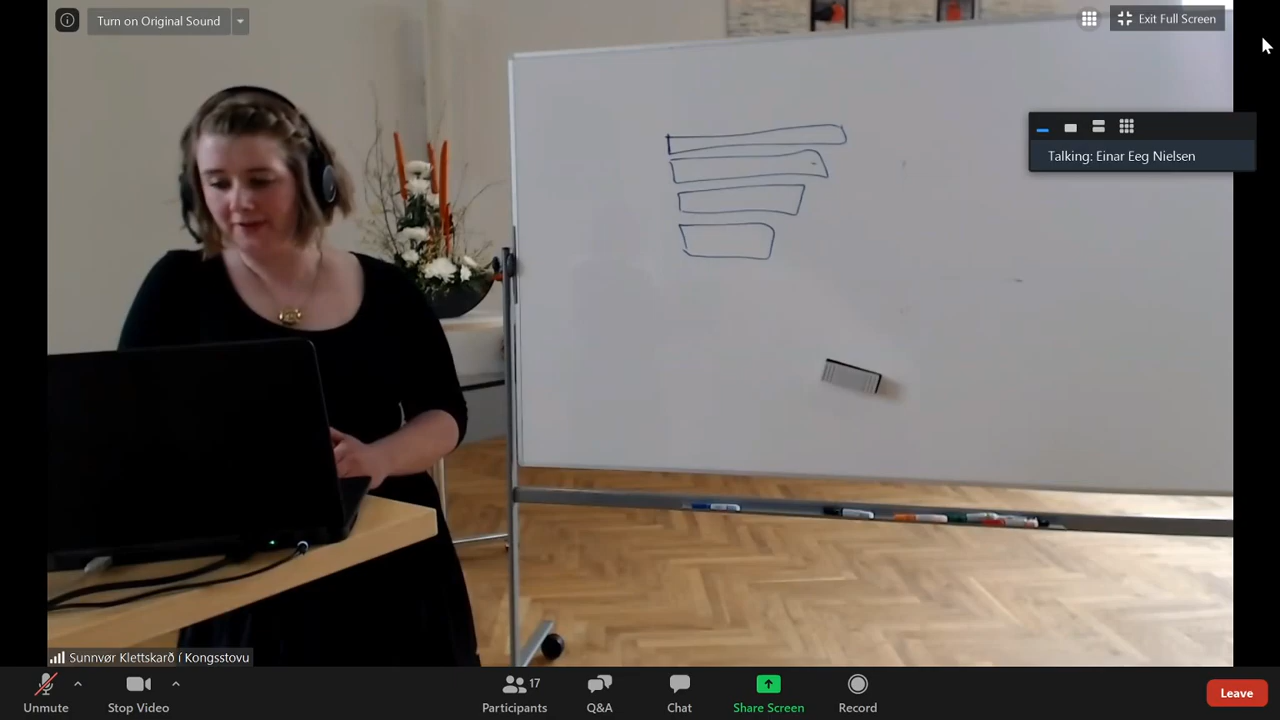 Turn on Original Sound
Exit Full Screen
Talking: Einar Eeg Nielsen
Sunnvør Klettskarð í Kongsstovu
Unmute
Stop Video
17
Participants
Q&A
Chat
Share Screen
Record
Leave